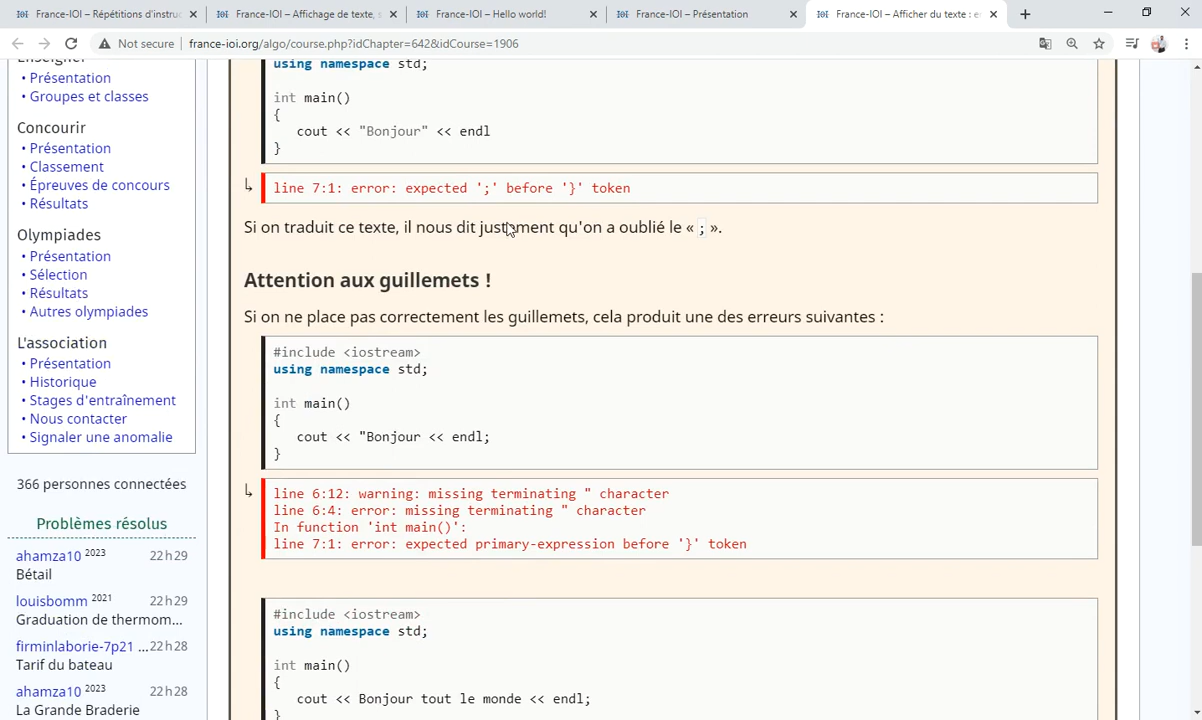 France-IOI – Répétitions d'instruc
France-IOI – Affichage de texte, s
France-IOI – Hello world!
France-IOI – Présentation
France-IOI – Afficher du texte : e
Not secure
france-ioi.org/algo/course.php?idChapter=642&idCourse=1906
Enseigner
• Présentation
• Groupes et classes
Concourir
• Présentation
• Classement
• Épreuves de concours
• Résultats
Olympiades
• Présentation
• Sélection
• Résultats
• Autres olympiades
L'association
• Présentation
• Historique
• Stages d'entraînement
• Nous contacter
• Signaler une anomalie
366 personnes connectées
Problèmes résolus
ahamza10 2023 22h29
Bétail
louisbomm 2021 22h29
Graduation de thermom...
firminlaborie-7p21 ... 22h28
Tarif du bateau
ahamza10 2023 22h28
La Grande Braderie
using namespace std;
int main()
{
cout << "Bonjour" << endl
}
line 7:1: error: expected ';' before '}' token
Si on traduit ce texte, il nous dit justement qu'on a oublié le « ; ».
Attention aux guillemets !
Si on ne place pas correctement les guillemets, cela produit une des erreurs suivantes :
#include <iostream>
using namespace std;
int main()
{
cout << "Bonjour << endl;
}
line 6:12: warning: missing terminating " character
line 6:4: error: missing terminating " character
In function 'int main()':
line 7:1: error: expected primary-expression before '}' token
#include <iostream>
using namespace std;
int main()
{
cout << Bonjour tout le monde << endl;
}